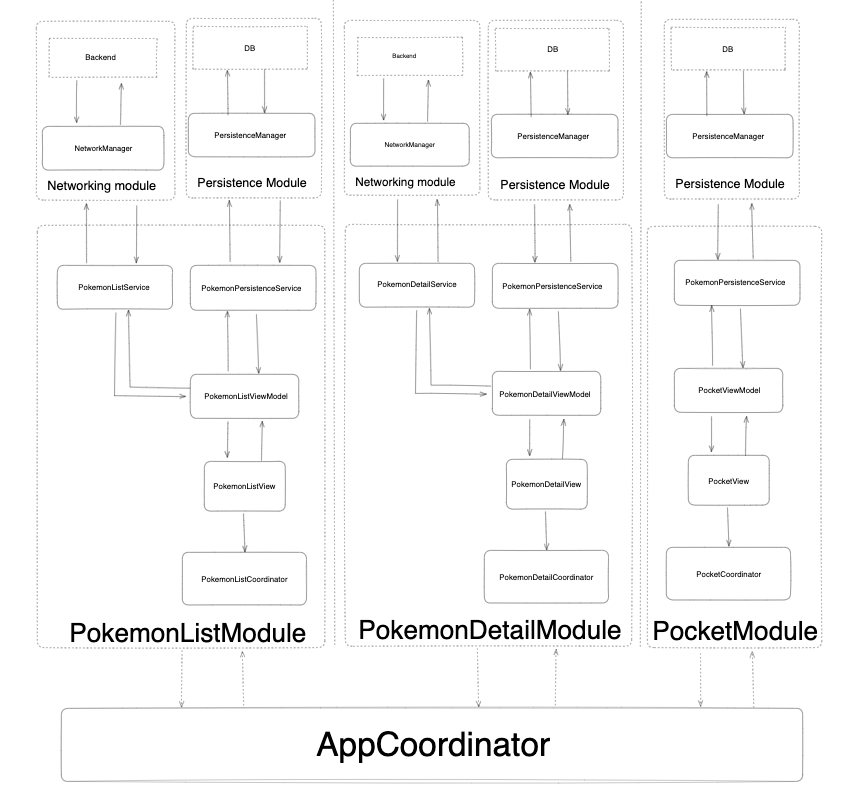 Backend
NetworkManager
Networking module
DB
PersistenceManager
Persistence Module
PokemonListService
PokemonPersistenceService
PokemonListViewModel
PokemonListView
PokemonListCoordinator
PokemonListModule
Backend
NetworkManager
Networking module
DB
PersistenceManager
Persistence Module
PokemonDetailService
PokemonPersistenceService
PokemonDetailViewModel
PokemonDetailView
PokemonDetailCoordinator
PokemonDetailModule
DB
PersistenceManager
Persistence Module
PokemonPersistenceService
PocketViewModel
PocketView
PocketCoordinator
PocketModule
AppCoordinator